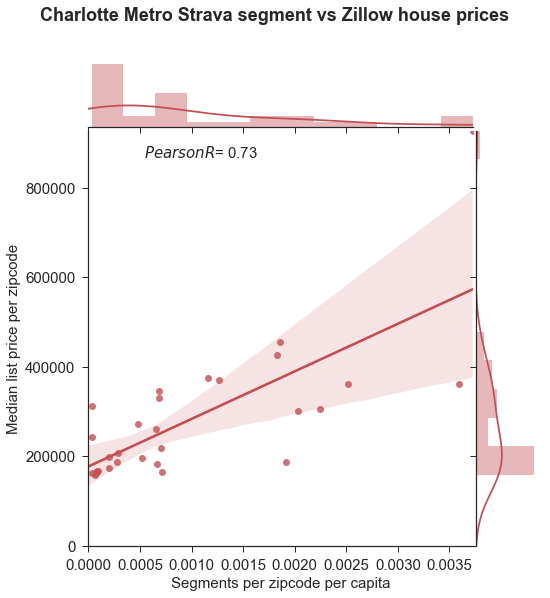 Charlotte Metro Strava segment vs Zillow house prices
PearsonR= 0.73
800000
600000
400000
200000
0
Median list price per zipcode
0.0000 0.0005 0.0010 0.0015 0.0020 0.0025 0.0030 0.0035
Segments per zipcode per capita